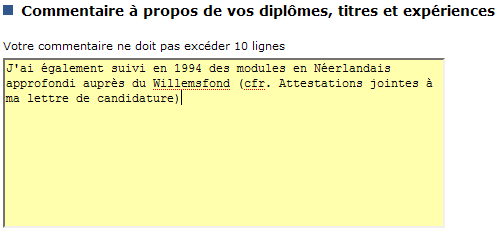 Commentaire à propos de vos diplômes, titres et expériences
Votre commentaire ne doit pas excéder 10 lignes
J'ai également suivi en 1994 des modules en Néerlandais
approfondi auprès du Willemsfond (cfr. Attestations jointes à
ma lettre de candidature)